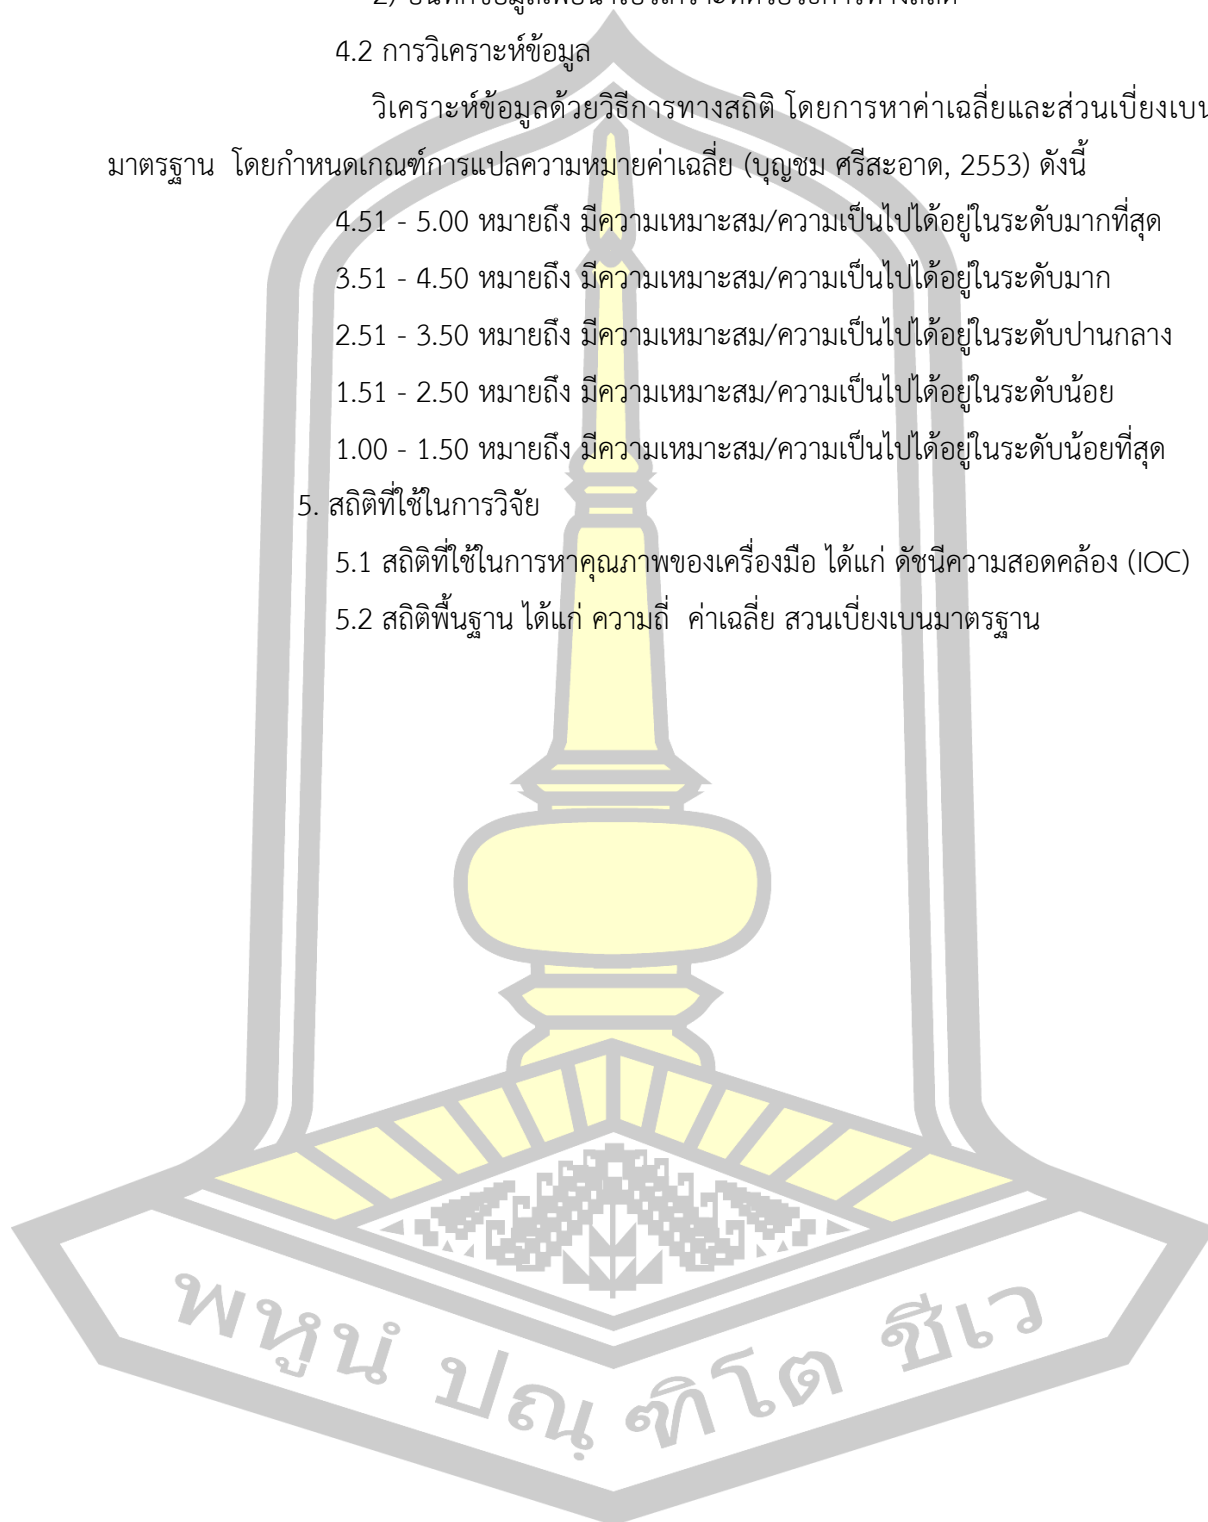 4.2 การวิเคราะห์ข้อมูล
วิเคราะห์ข้อมูลด้วยวิธีการทางสถิติ โดยการหาค่าเฉลี่ยและส่วนเบี่ยงเบน
มาตรฐาน โดยกำหนดเกณฑ์การแปลความหมายค่าเฉลี่ย (บุญชม ศรีสะอาด, 2553) ดังนี้
4.51 - 5.00 หมายถึง มีความเหมาะสม/ความเป็นไปได้อยู่ในระดับมากที่สุด
3.51 - 4.50 หมายถึง มีความเหมาะสม/ความเป็นไปได้อยู่ในระดับมาก
2.51 - 3.50 หมายถึง มีความเหมาะสม/ความเป็นไปได้อยู่ในระดับปานกลาง
1.51 - 2.50 หมายถึง มีความเหมาะสม/ความเป็นไปได้อยู่ในระดับน้อย
1.00 - 1.50 หมายถึง มีความเหมาะสม/ความเป็นไปได้อยู่ในระดับน้อยที่สุด
5. สถิติที่ใช้ในการวิจัย
5.1 สถิติที่ใช้ในการหาคุณภาพของเครื่องมือ ได้แก่ ดัชนีความสอดคล้อง (IOC)
5.2 สถิติพื้นฐาน ได้แก่ ความถี่ ค่าเฉลี่ย สวนเบี่ยงเบนมาตรฐาน
พหูนํ ปณฺฑิโต ชีเว